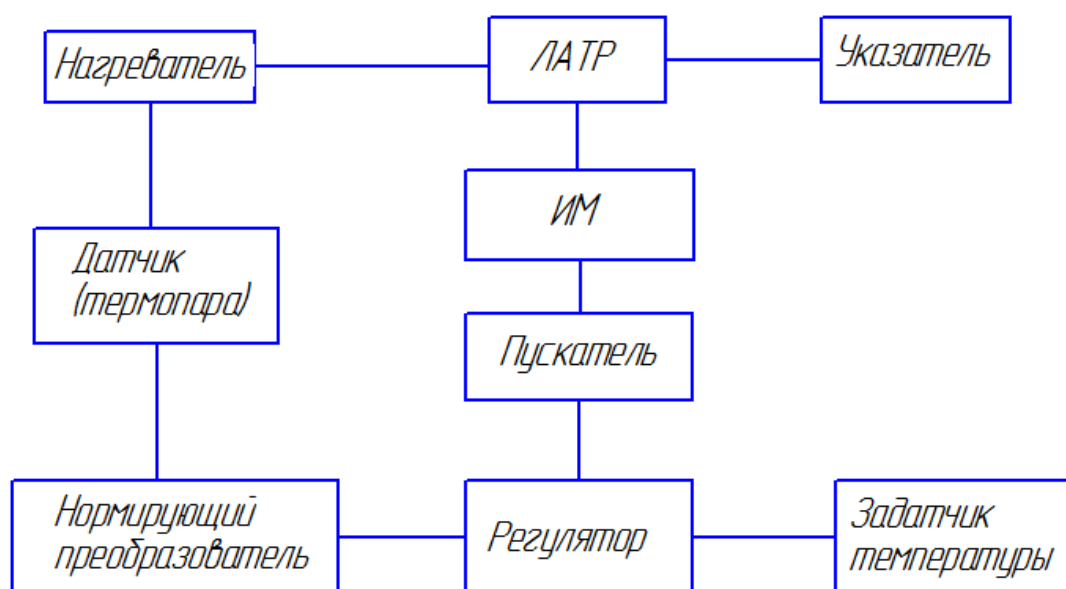 Нагреватель
ЛАТР
Указатель
ИМ
Датчик
(термопара)
Пускатель
Нормирующий
преобразователь
Регулятор
Задатчик
температуры